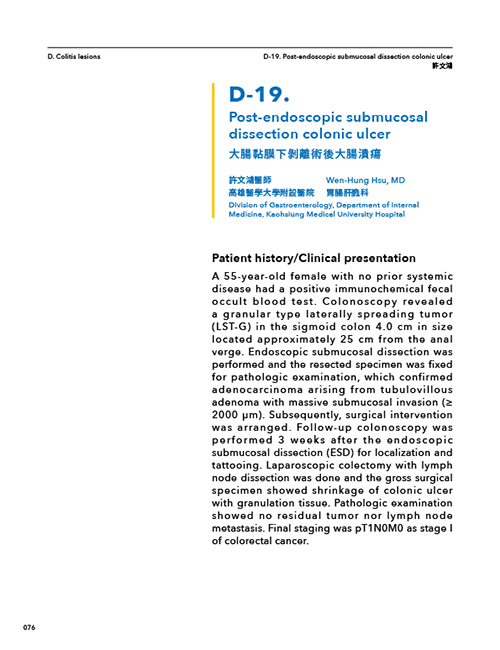 D. Colitis lesions
D-19. Post-endoscopic submucosal dissection colonic ulcer
許文鴻
D-19.
Post-endoscopic submucosal
dissection colonic ulcer
大腸黏膜下剝離術後大腸潰瘍
許文鴻醫師 Wen-Hung Hsu, MD
高雄醫學大學附設醫院 胃腸肝膽科
Division of Gastroenterology, Department of Internal
Medicine, Kaohsiung Medical University Hospital
Patient history/Clinical presentation
A 55-year-old female with no prior systemic
disease had a positive immunochemical fecal
occult blood test. Colonoscopy revealed
a granular type laterally spreading tumor
(LST-G) in the sigmoid colon 4.0 cm in size
located approximately 25 cm from the anal
verge. Endoscopic submucosal dissection was
performed and the resected specimen was fixed
for pathologic examination, which confirmed
adenocarcinoma arising from tubulovillous
adenoma with massive submucosal invasion (≥
2000 μm). Subsequently, surgical intervention
was arranged. Follow-up colonoscopy was
performed 3 weeks after the endoscopic
submucosal dissection (ESD) for localization and
tattooing. Laparoscopic colectomy with lymph
node dissection was done and the gross surgical
specimen showed shrinkage of colonic ulcer
with granulation tissue. Pathologic examination
showed no residual tumor nor lymph node
metastasis. Final staging was pT1N0M0 as stage I
of colorectal cancer.
076